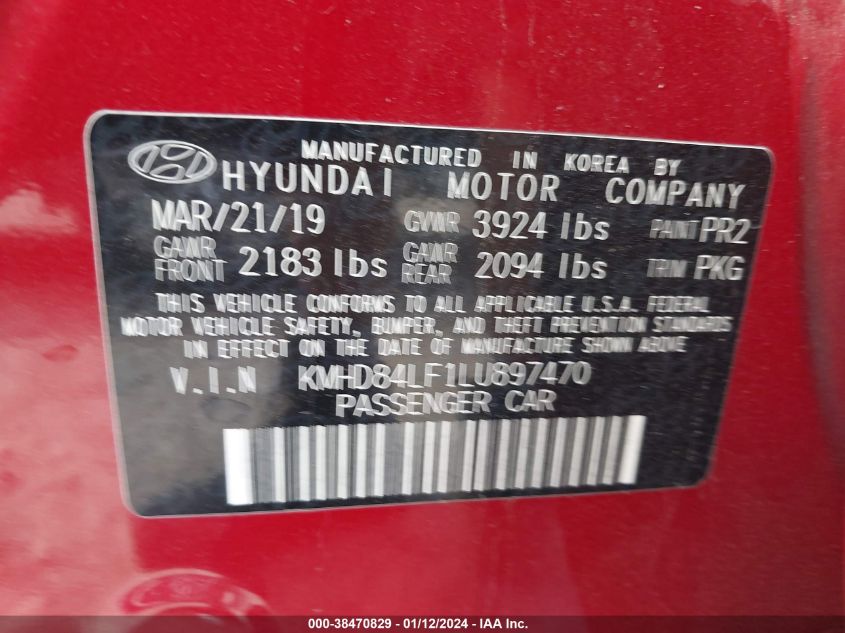 MANUFACTURED IN KOREA BY
HYUNDAI MOTOR COMPANY
MAR/21/19 GVWR 3924 lbs PAINT PR2
GAWR FRONT 2183 lbs GAWR REAR 2094 lbs TRIM PKG
THIS VEHICLE CONFORMS TO ALL APPLICABLE U.S.A. FEDERAL
MOTOR VEHICLE SAFETY, BUMPER, AND THEFT PREVENTION STANDARDS
IN EFFECT ON THE DATE OF MANUFACTURE SHOWN ABOVE
V.I.N KMHD84LF1LU897470
PASSENGER CAR
000-38470829 - 01/12/2024 - IAA Inc.